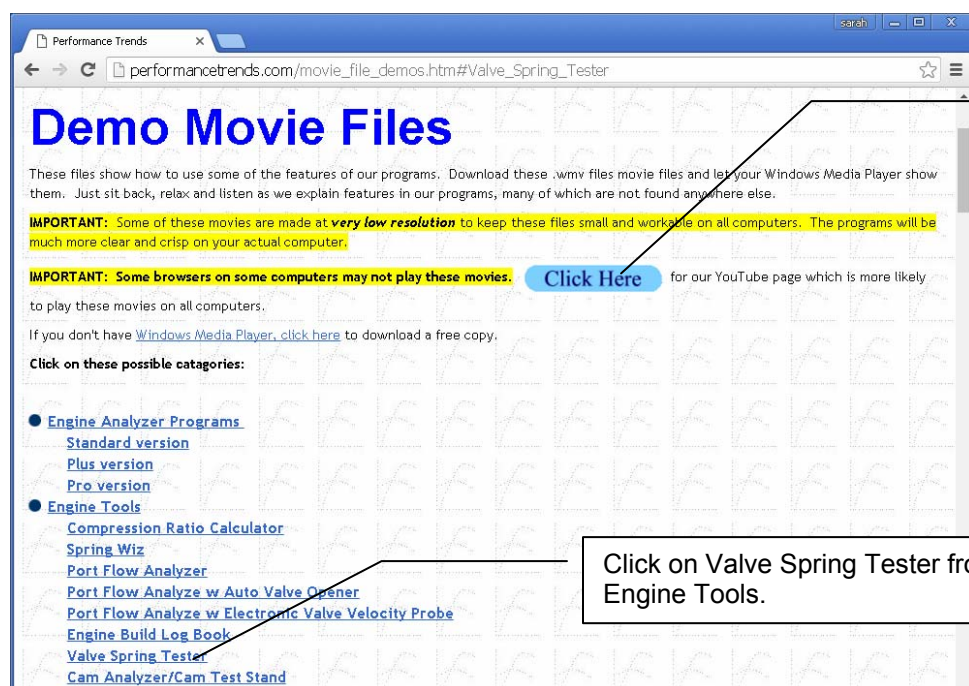 sarah
Performance Trends
performancetrends.com/movie_file_demos.htm#Valve_Spring_Tester
Demo Movie Files
These files show how to use some of the features of our programs. Download these .wmv files movie files and let your Windows Media Player show
them. Just sit back, relax and listen as we explain features in our programs, many of which are not found anywhere else.
IMPORTANT: Some of these movies are made at very low resolution to keep these files small and workable on all computers. The programs will be
much more clear and crisp on your actual computer.
IMPORTANT: Some browsers on some computers may not play these movies. Click Here for our YouTube page which is more likely
to play these movies on all computers.
If you don't have Windows Media Player, click here to download a free copy.
Click on these possible catagories:
Engine Analyzer Programs
Standard version
Plus version
Pro version
Engine Tools
Compression Ratio Calculator
Spring Wiz
Port Flow Analyzer
Port Flow Analyze w Auto Valve Opener
Port Flow Analyze w Electronic Valve Velocity Probe
Engine Build Log Book
Valve Spring Tester
Cam Analyzer/Cam Test Stand
Click on Valve Spring Tester
Engine Tools.